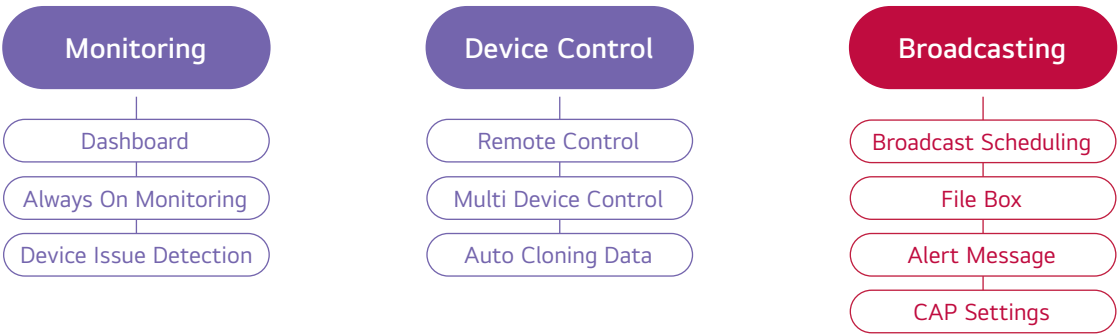 Monitoring
Dashboard
Always On Monitoring
Device Issue Detection
Device Control
Remote Control
Multi Device Control
Auto Cloning Data
Broadcasting
Broadcast Scheduling
File Box
Alert Message
CAP Settings